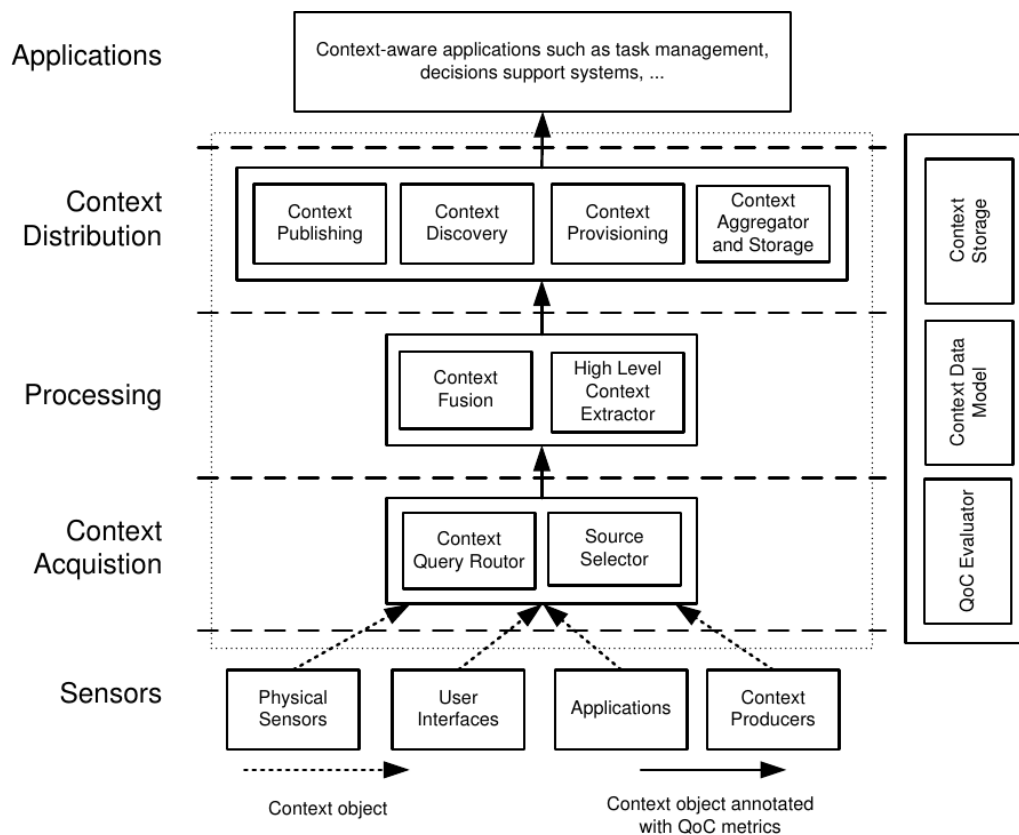 Applications
Context-aware applications such as task management,
decisions support systems, ...
Context
Distribution
Context
Publishing
Context
Discovery
Context
Provisioning
Context
Aggregator
and Storage
Context
Storage
Processing
Context
Fusion
High Level
Context
Extractor
Context Data
Model
Context
Acquistion
Context
Query Routor
Source
Selector
QoC Evaluator
Sensors
Physical
Sensors
User
Interfaces
Applications
Context
Producers
Context object
Context object annotated
with QoC metrics